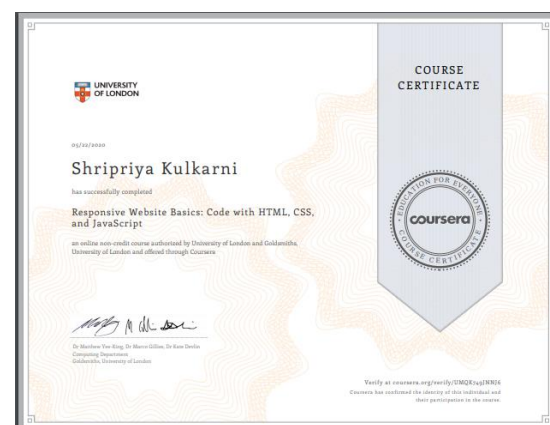 UNIVERSITY
OF LONDON
COURSE
CERTIFICATE
05/22/2020
Shripriya Kulkarni
has successfully completed
Responsive Website Basics: Code with HTML, CSS,
and JavaScript
an online non-credit course authorized by University of London and Goldsmiths,
University of London and offered through Coursera
EDUCATION FOR EVERYONE
coursera
COURSE CERTIFICATE
Dr Matthew Yee-King, Dr Marco Gillies, Dr Kate Devlin
Computing Department
Goldsmiths, University of London
Verify at coursera.org/verify/
Coursera has confirmed the identity of this individual and
their participation in the course.